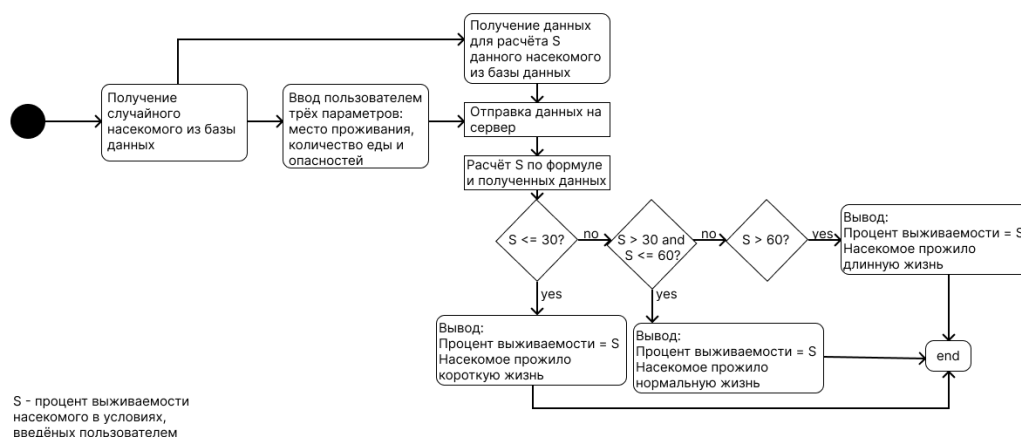 Получение данных
для расчёта S
данного насекомого
из базы данных
Получение
случайного
насекомого из базы
данных
Ввод пользователем
трёх параметров:
место проживания,
количество еды и
опасностей
Отправка данных на
сервер
Расчёт S по формуле
и полученных данных
S <= 30?
no
S > 30 and
S <= 60?
no
S > 60?
yes
Вывод:
Процент выживаемости = S
Насекомое прожило
длинную жизнь
yes
yes
Вывод:
Процент выживаемости = S
Насекомое прожило
короткую жизнь
Вывод:
Процент выживаемости = S
Насекомое прожило
нормальную жизнь
end
S - процент выживаемости
насекомого в условиях,
введёных пользователем